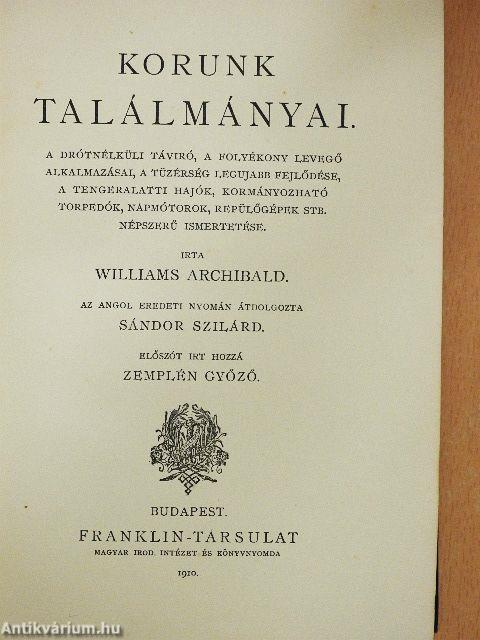 KORUNK
TALÁLMÁNYAI.
A DRÓTNÉLKÜLI TÁVIRÓ, A FOLYÉKONY LEVEGŐ
ALKALMAZÁSAI, A TÜZÉRSÉG LEGUJABB FEJLŐDÉSE,
A TENGERALATTI HAJÓK, KORMÁNYOZHATÓ
TORPEDÓK, NAPMÓTOROK, REPÜLŐGÉPEK STB.
NÉPSZERŰ ISMERTETÉSE.
IRTA
WILLIAMS ARCHIBALD.
AZ ANGOL EREDETI NYOMÁN ÁTDOLGOZTA
SÁNDOR SZILÁRD.
ELŐSZÓT IRT HOZZÁ
ZEMPLÉN GYŐZŐ.
BUDAPEST.
FRANKLIN-TÁRSULAT
MAGYAR IROD. INTÉZET ÉS KÖNYVNYOMDA
1910.
Antikvárium.hu